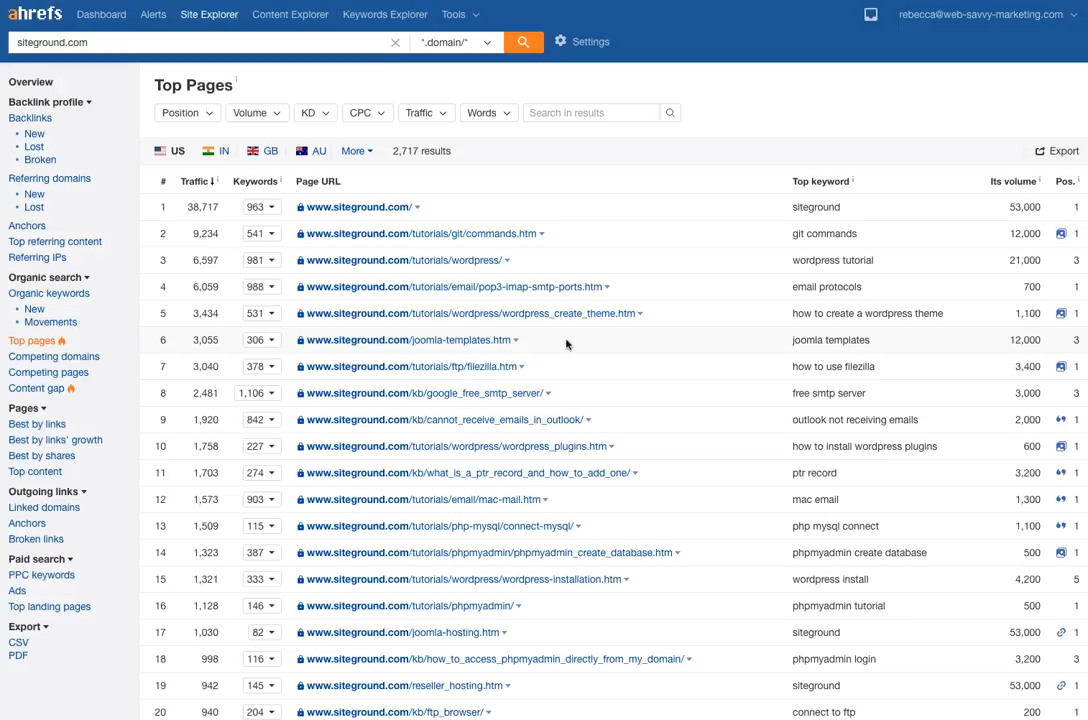 ahrefs Dashboard Alerts Site Explorer Content Explorer Keywords Explorer Tools rebecca@web-savvy-marketing.com
siteground.com *.domain/* Settings
Overview
Backlink profile
Backlinks
• New
• Lost
• Broken
Referring domains
• New
• Lost
Anchors
Top referring content
Referring IPs
Organic search
Organic keywords
• New
• Movements
Top pages
Competing domains
Competing pages
Content gap
Pages
Best by links
Best by links' growth
Best by shares
Top content
Outgoing links
Linked domains
Anchors
Broken links
Paid search
PPC keywords
Ads
Top landing pages
Export
CSV
PDF
Top Pages i
Position Volume KD CPC Traffic Words Search in results
US IN GB AU More 2,717 results Export
# Traffic ↓ i Keywords i Page URL Top keyword i Its volume i Pos. i
1 38,717 963 www.siteground.com/ siteground 53,000 1
2 9,234 541 www.siteground.com/tutorials/git/commands.htm git commands 12,000 1
3 6,597 981 www.siteground.com/tutorials/wordpress/ wordpress tutorial 21,000 3
4 6,059 988 www.siteground.com/tutorials/email/pop3-imap-smtp-ports.htm email protocols 700 1
5 3,434 531 www.siteground.com/tutorials/wordpress/wordpress_create_theme.htm how to create a wordpress theme 1,100 1
6 3,055 306 www.siteground.com/joomla-templates.htm joomla templates 12,000 3
7 3,040 378 www.siteground.com/tutorials/ftp/filezilla.htm how to use filezilla 3,400 1
8 2,481 1,106 www.siteground.com/kb/google_free_smtp_server/ free smtp server 3,000 3
9 1,920 842 www.siteground.com/kb/cannot_receive_emails_in_outlook/ outlook not receiving emails 2,000 1
10 1,758 227 www.siteground.com/tutorials/wordpress/wordpress_plugins.htm how to install wordpress plugins 600 1
11 1,703 274 www.siteground.com/kb/what_is_a_ptr_record_and_how_to_add_one/ ptr record 3,200 1
12 1,573 903 www.siteground.com/tutorials/email/mac-mail.htm mac email 1,300 1
13 1,509 115 www.siteground.com/tutorials/php-mysql/connect-mysql/ php mysql connect 1,100 1
14 1,323 387 www.siteground.com/tutorials/phpmyadmin/phpmyadmin_create_database.htm phpmyadmin create database 500 1
15 1,321 333 www.siteground.com/tutorials/wordpress/wordpress-installation.htm wordpress install 4,200 5
16 1,128 146 www.siteground.com/tutorials/phpmyadmin/ phpmyadmin tutorial 500 1
17 1,030 82 www.siteground.com/joomla-hosting.htm siteground 53,000 1
18 998 116 www.siteground.com/kb/how_to_access_phpmyadmin_directly_from_my_domain/ phpmyadmin login 3,200 3
19 942 145 www.siteground.com/reseller_hosting.htm siteground 53,000 1
20 940 204 www.siteground.com/kb/ftp_browser/ connect to ftp 200 1